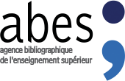 abes
agence bibliographique
de l'enseignement supérieur